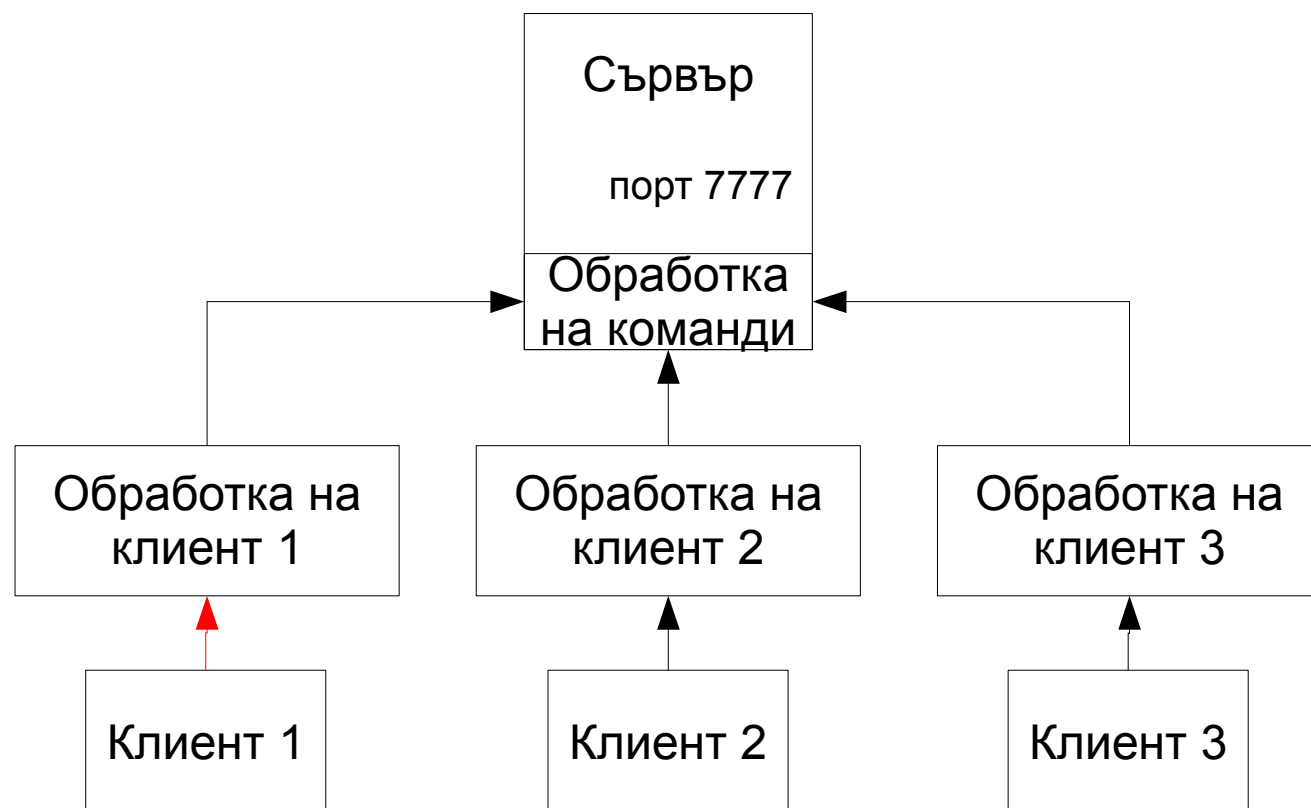 Сървър
порт 7777
Обработка
на команди
Обработка на
клиент 1
Обработка на
клиент 2
Обработка на
клиент 3
Клиент 1
Клиент 2
Клиент 3